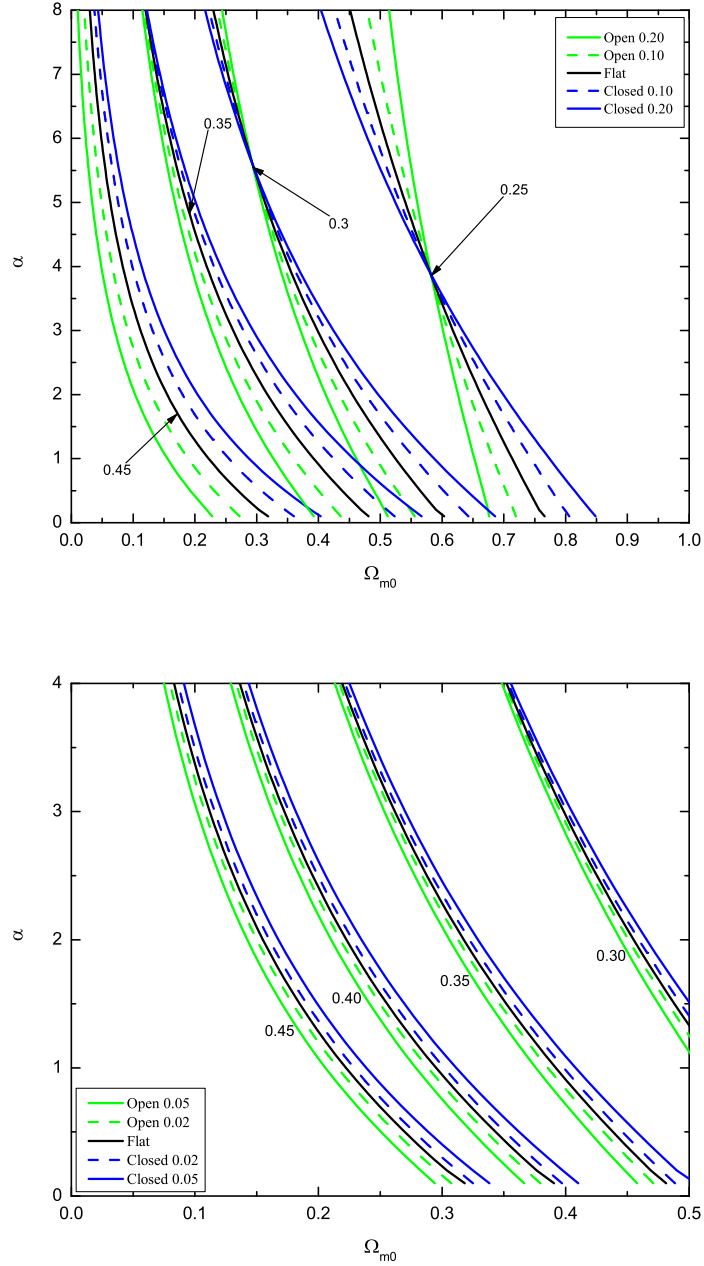 8
7
6
5
4
3
2
1
0
α
Open 0.20
Open 0.10
Flat
Closed 0.10
Closed 0.20
0.35
0.25
0.3
0.45
0.0 0.1 0.2 0.3 0.4 0.5 0.6 0.7 0.8 0.9 1.0
Ωm0
4
3
2
1
0
α
0.30
0.35
0.40
0.45
Open 0.05
Open 0.02
Flat
Closed 0.02
Closed 0.05
0.0 0.1 0.2 0.3 0.4 0.5
Ωm0